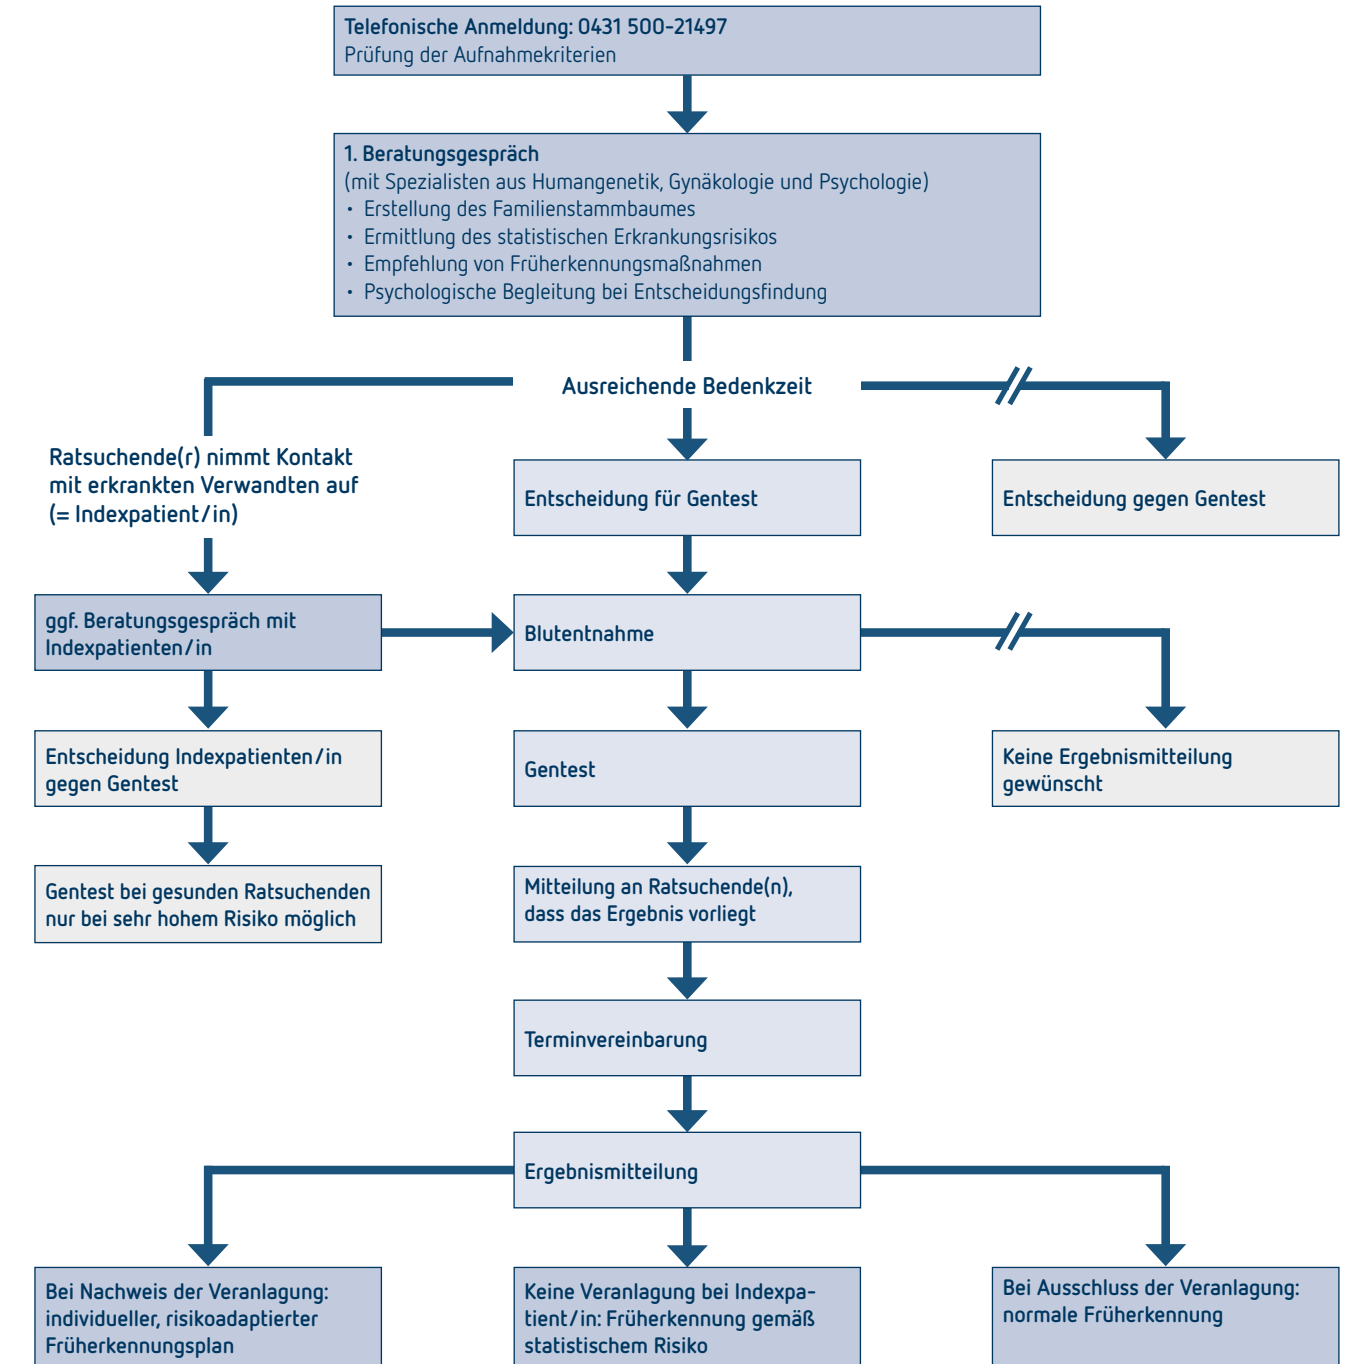 Telefonische Anmeldung: 0431 500-21497
Prüfung der Aufnahmekriterien
1. Beratungsgespräch
(mit Spezialisten aus Humangenetik, Gynäkologie und Psychologie)
• Erstellung des Familienstammbaumes
• Ermittlung des statistischen Erkrankungsrisikos
• Empfehlung von Früherkennungsmaßnahmen
• Psychologische Begleitung bei Entscheidungsfindung
Ausreichende Bedenkzeit
Ratsuchende(r) nimmt Kontakt
mit erkrankten Verwandten auf
(= Indexpatient/in)
Entscheidung für Gentest
Entscheidung gegen Gentest
ggf. Beratungsgespräch mit
Indexpatienten/in
Blutentnahme
Entscheidung Indexpatienten/in
gegen Gentest
Gentest
Keine Ergebnismitteilung
gewünscht
Gentest bei gesunden Ratsuchenden
nur bei sehr hohem Risiko möglich
Mitteilung an Ratsuchende(n),
dass das Ergebnis vorliegt
Terminvereinbarung
Ergebnismitteilung
Bei Nachweis der Veranlagung:
individueller, risikoadaptierter
Früherkennungsplan
Keine Veranlagung bei Indexpa-
tient/in: Früherkennung gemäß
statistischem Risiko
Bei Ausschluss der Veranlagung:
normale Früherkennung